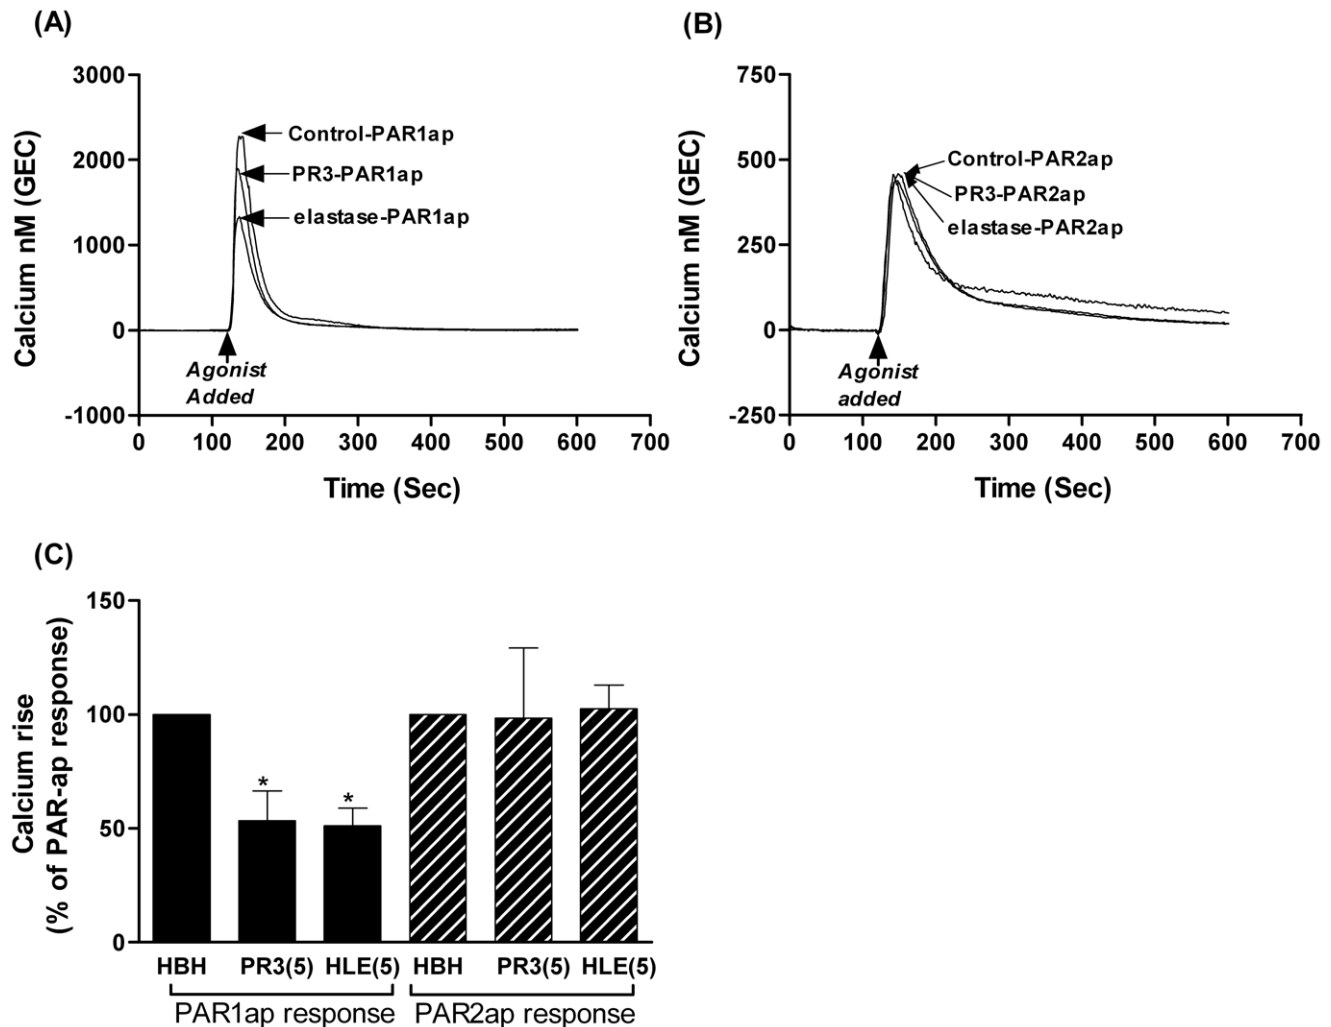 (A)
3000
2000
1000
0
-1000
Calcium nM (GEC)
Control-PAR1ap
PR3-PAR1ap
elastase-PAR1ap
Agonist
Added
0 100 200 300 400 500 600 700
Time (Sec)
(B)
750
500
250
0
-250
Calcium nM (GEC)
Control-PAR2ap
PR3-PAR2ap
elastase-PAR2ap
Agonist
added
0 100 200 300 400 500 600 700
Time (Sec)
(C)
150
100
50
0
Calcium rise
(% of PAR-ap response)
* *
HBH PR3(5) HLE(5) HBH PR3(5) HLE(5)
PAR1ap response PAR2ap response